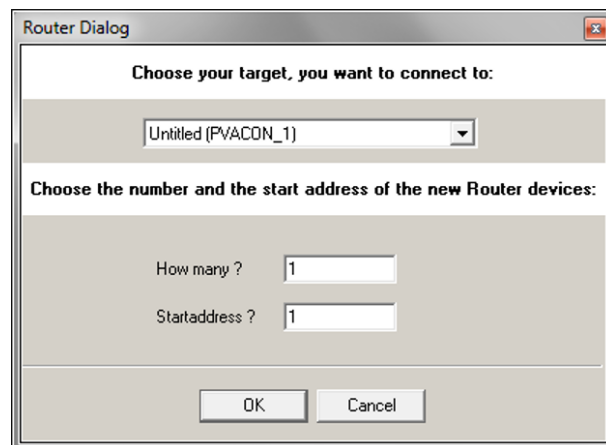 Router Dialog
Choose your target, you want to connect to:
Untitled (PVACON_1)
Choose the number and the start address of the new Router devices:
How many ? 1
Startaddress ? 1
OK Cancel